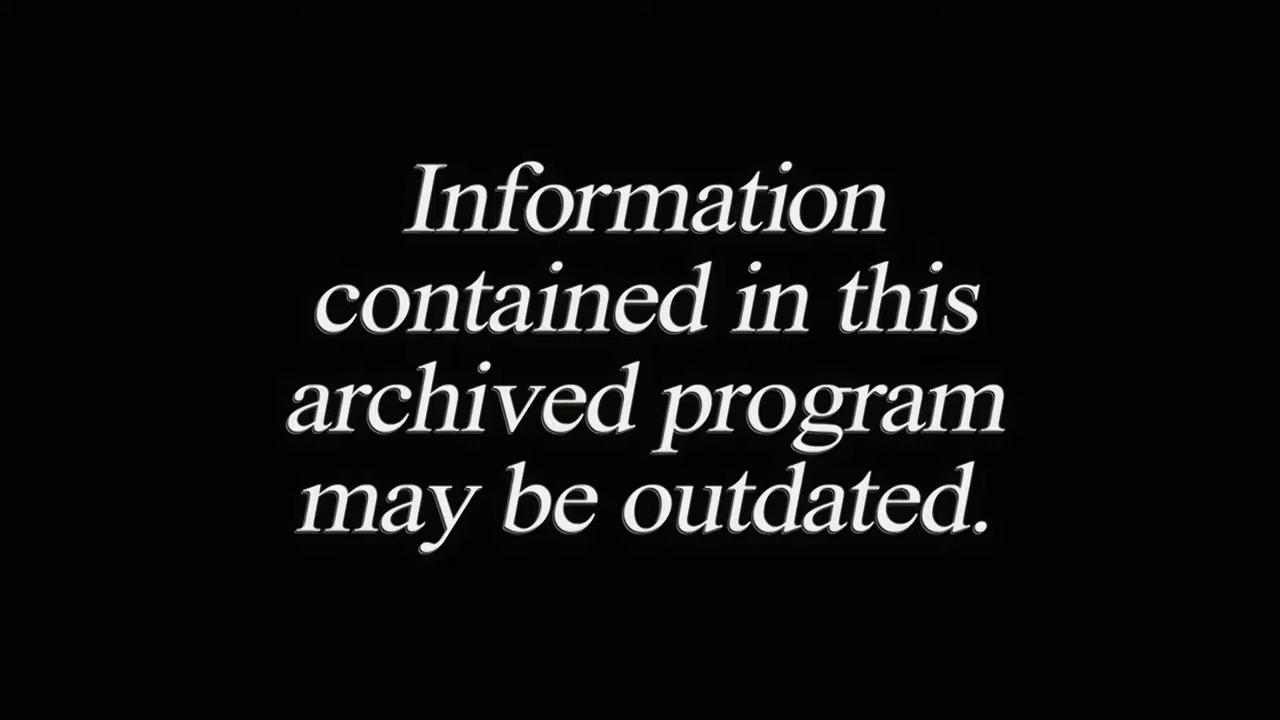 Information
contained in this
archived program
may be outdated.